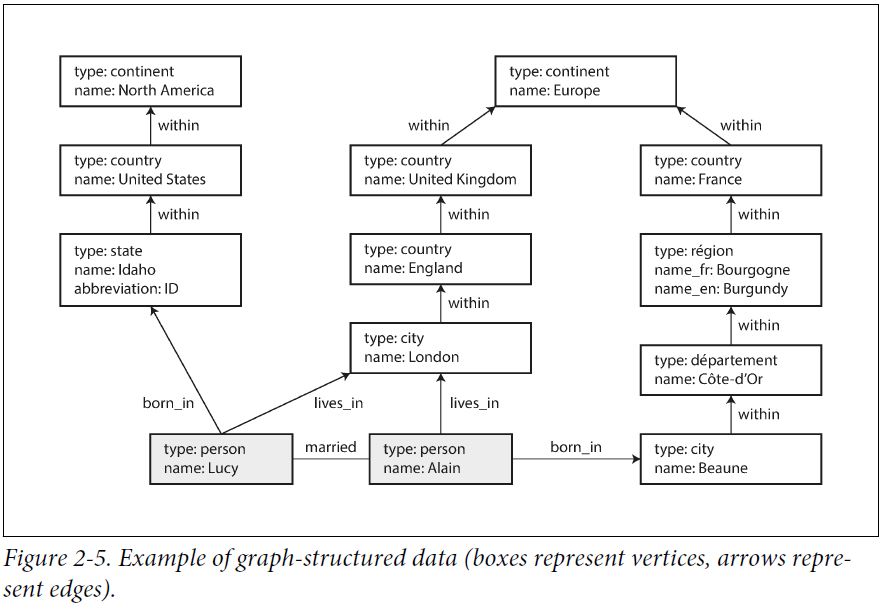 type: continent
name: North America
type: continent
name: Europe
within
within
within
type: country
name: United States
type: country
name: United Kingdom
type: country
name: France
within
within
within
type: state
name: Idaho
abbreviation: ID
type: country
name: England
type: région
name_fr: Bourgogne
name_en: Burgundy
within
within
type: city
name: London
type: département
name: Côte-d'Or
born_in
lives_in
lives_in
within
type: person
name: Lucy
married
type: person
name: Alain
born_in
type: city
name: Beaune
Figure 2-5. Example of graph-structured data (boxes represent vertices, arrows repre-
sent edges).